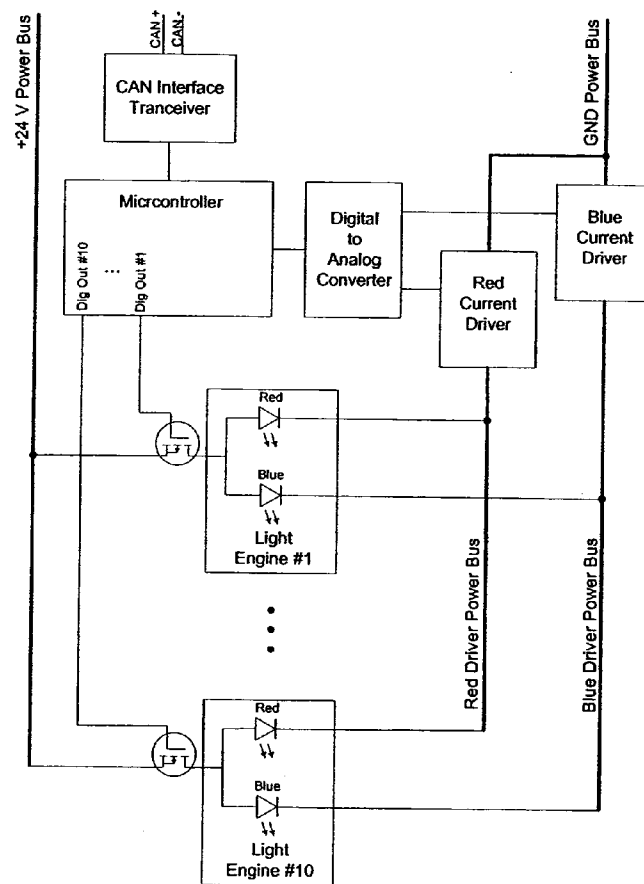 CAN +
CAN -
+24 V Power Bus
CAN Interface
Tranceiver
GND Power Bus
Micrcontroller
Dig Out #10
...
Dig Out #1
Digital
to
Analog
Converter
Blue
Current
Driver
Red
Current
Driver
Red
Blue
Light
Engine #1
Red Driver Power Bus
Blue Driver Power Bus
Red
Blue
Light
Engine #10